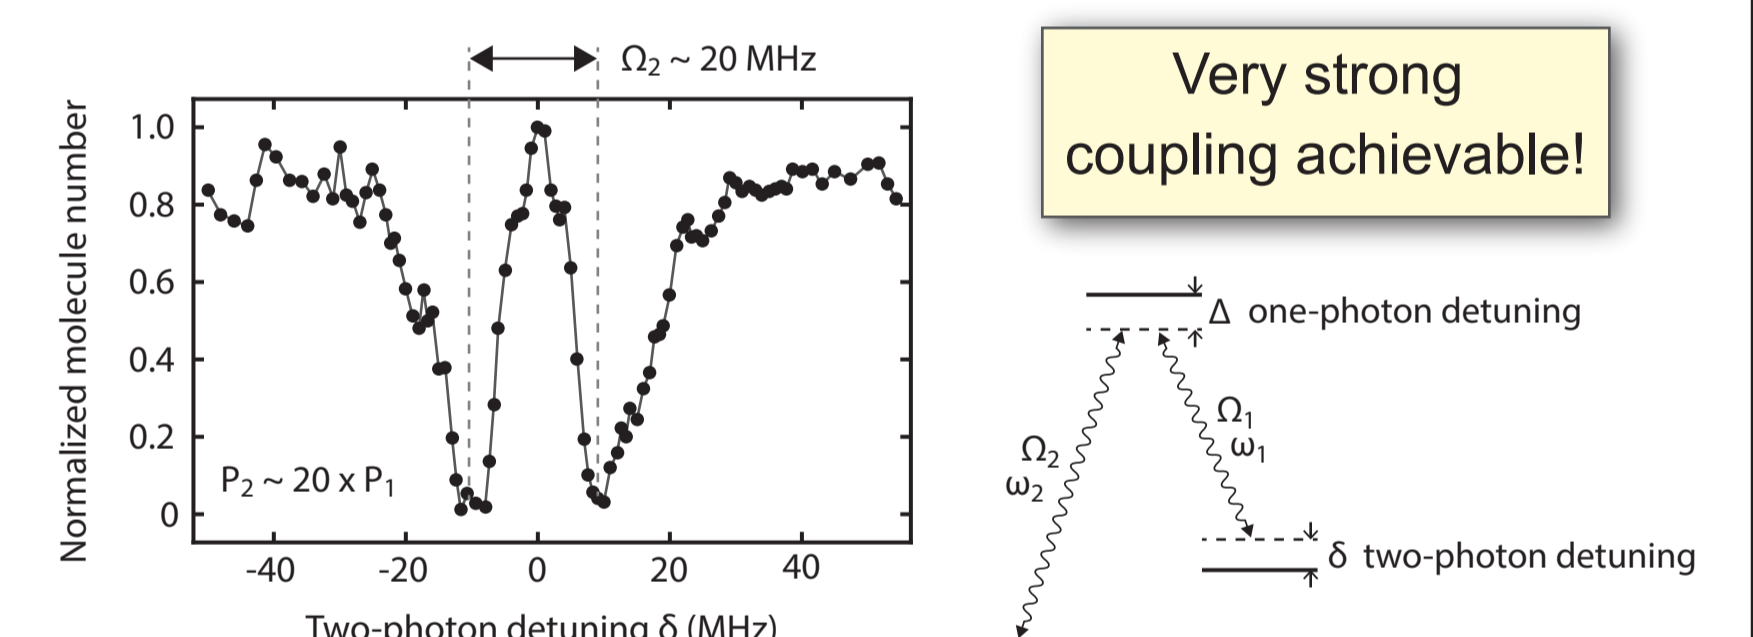 Ω₂ ~ 20 MHz
Normalized molecule number
1.0
0.8
0.6
0.4
0.2
0
P₂ ~ 20 x P₁
-40 -20 0 20 40
Two-photon detuning δ (MHz)
Very strong
coupling achievable!
Δ one-photon detuning
Ω₁
ω₁
Ω₂
ω₂
δ two-photon detuning